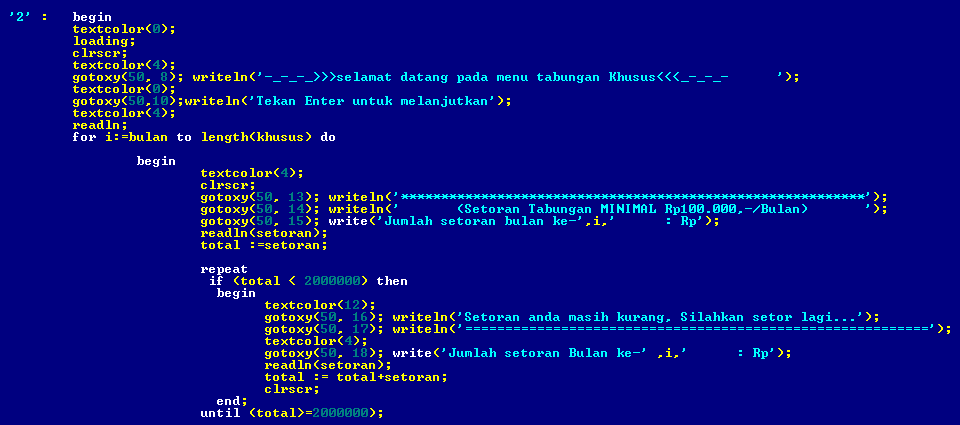 '2' :   begin
        textcolor(0);
        loading;
        clrscr;
        textcolor(4);
        gotoxy(50, 8); writeln('-_-_-_>>>selamat datang pada menu tabungan Khusus<<<_-_-_-      ');
        textcolor(0);
        gotoxy(50,10);writeln('Tekan Enter untuk melanjutkan');
        textcolor(4);
        readln;
        for i:=bulan to length(khusus) do
                begin
                        textcolor(4);
                        clrscr;
                        gotoxy(50, 13); writeln('**********************************************************');
                        gotoxy(50, 14); writeln('       (Setoran Tabungan MINIMAL Rp100.000,-/Bulan)       ');
                        gotoxy(50, 15); write('Jumlah setoran bulan ke-',i,'      : Rp');
                        readln(setoran);
                        total :=setoran;
                        repeat
                         if (total < 2000000) then
                          begin
                                textcolor(12);
                                gotoxy(50, 16); writeln('Setoran anda masih kurang, Silahkan setor lagi...');
                                gotoxy(50, 17); writeln('==========================================================');
                                textcolor(4);
                                gotoxy(50, 18); write('Jumlah setoran Bulan ke-' ,i,'      : Rp');
                                readln(setoran);
                                total := total+setoran;
                                clrscr;
                          end;
                        until (total>=2000000);